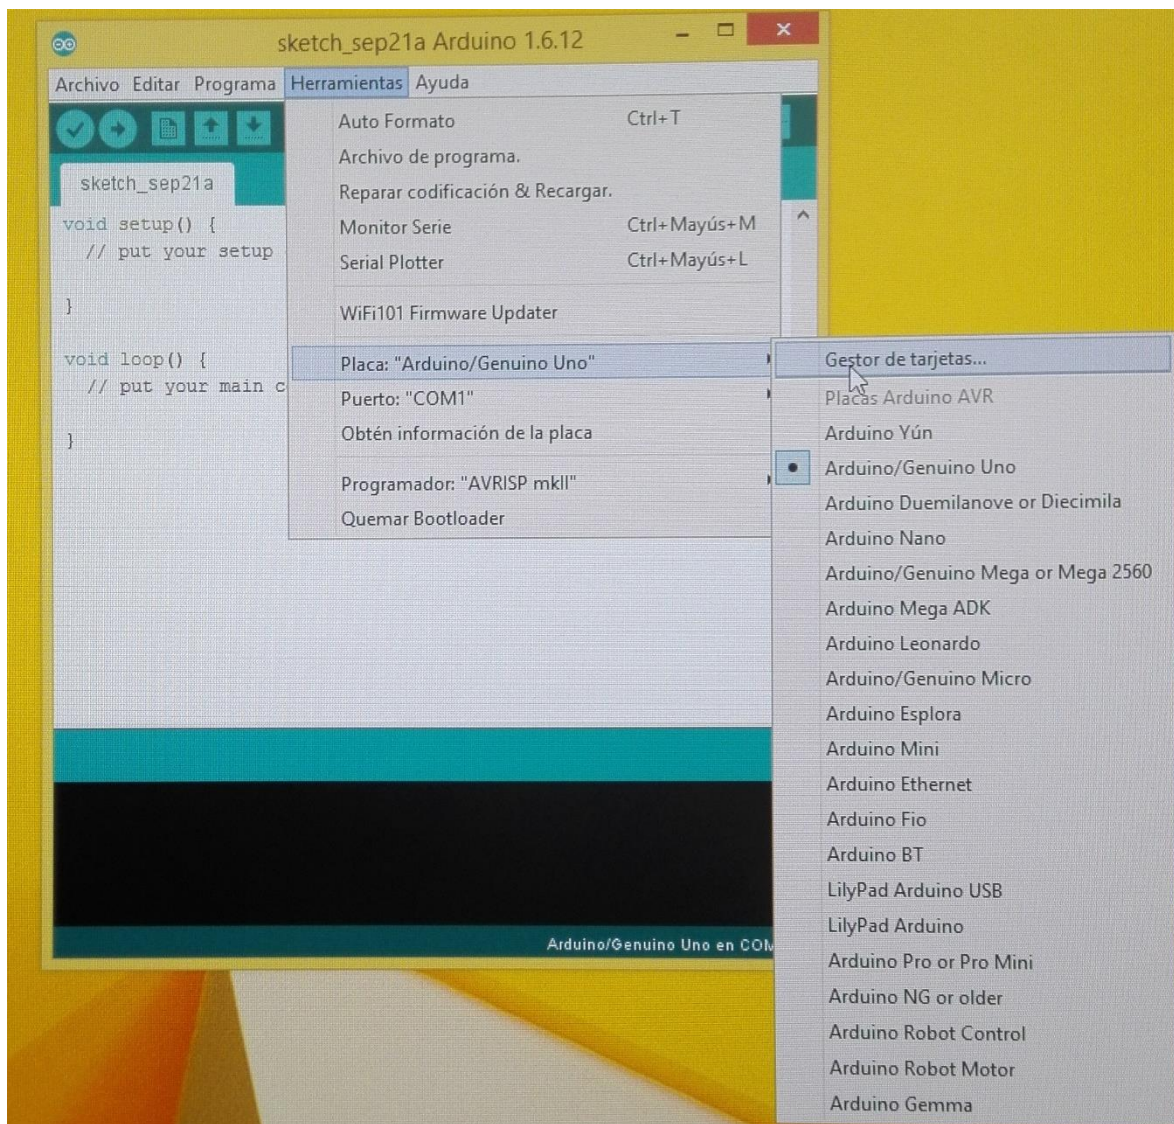 sketch_sep21a Arduino 1.6.12
Archivo Editar Programa Herramientas Ayuda
sketch_sep21a
void setup() {
// put your setup
}
void loop() {
// put your main c
}
Auto Formato Ctrl+T
Archivo de programa.
Reparar codificación & Recargar.
Monitor Serie Ctrl+Mayús+M
Serial Plotter Ctrl+Mayús+L
WiFi101 Firmware Updater
Placa: "Arduino/Genuino Uno"
Puerto: "COM1"
Obtén información de la placa
Programador: "AVRISP mkII"
Quemar Bootloader
Gestor de tarjetas...
Placas Arduino AVR
Arduino Yún
Arduino/Genuino Uno
Arduino Duemilanove or Diecimila
Arduino Nano
Arduino/Genuino Mega or Mega 2560
Arduino Mega ADK
Arduino Leonardo
Arduino/Genuino Micro
Arduino Esplora
Arduino Mini
Arduino Ethernet
Arduino Fio
Arduino BT
LilyPad Arduino USB
LilyPad Arduino
Arduino Pro or Pro Mini
Arduino NG or older
Arduino Robot Control
Arduino Robot Motor
Arduino Gemma
Arduino/Genuino Uno en COM